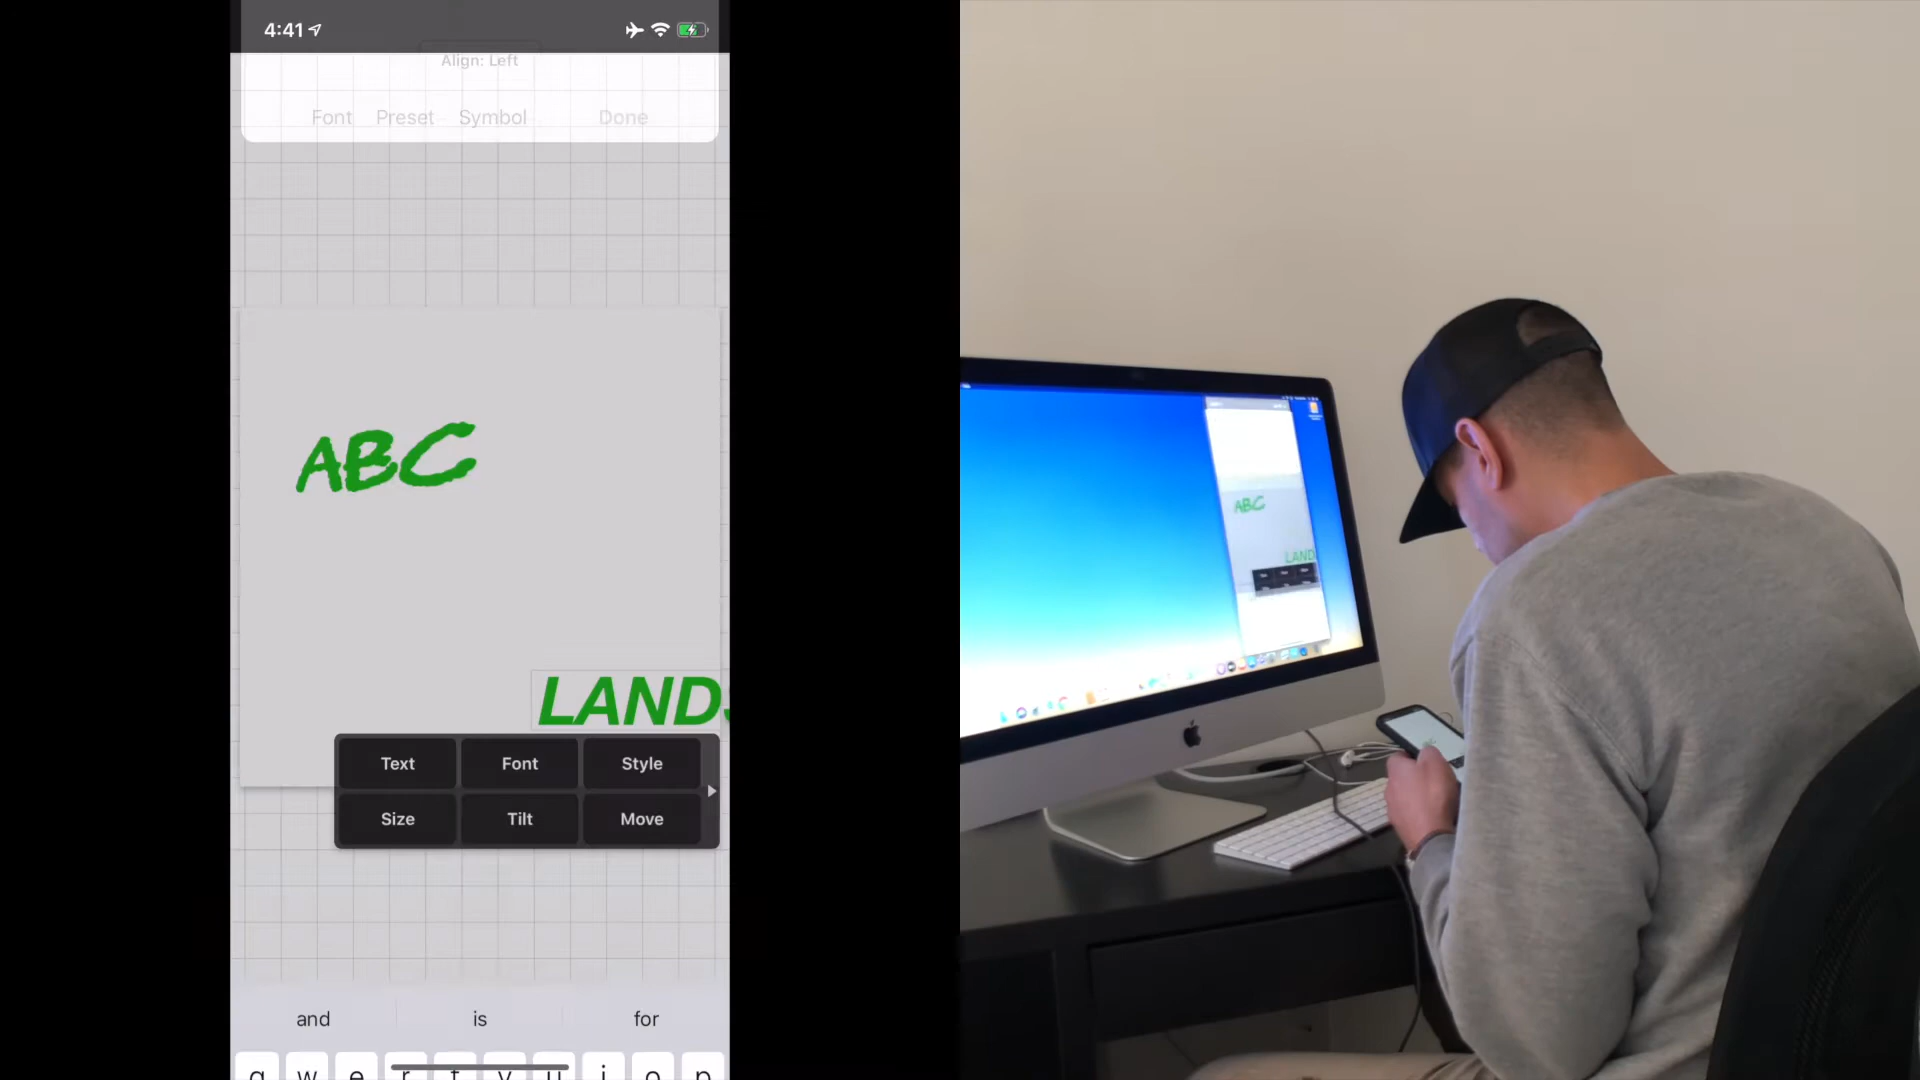 4:41
Align: Left
Font Preset Symbol Done
ABC
LANDS
Text Font Style
Size Tilt Move
and is for
q w e r t y u i o p
ABC
LAND